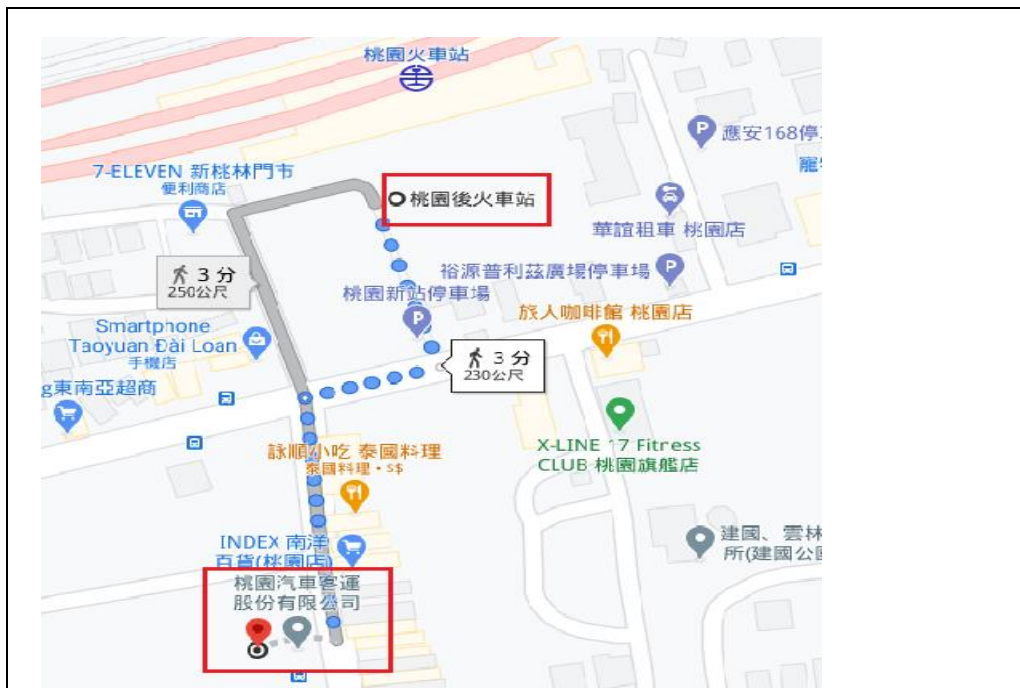 桃園火車站
應安168停
7-ELEVEN 新桃林門市
便利商店
桃園後火車站
華誼租車 桃園店
3 分
250公尺
裕源普利茲廣場停車場
桃園新站停車場
旅人咖啡館 桃園店
Smartphone
Taoyuan Đài Loan
手機店
3 分
230公尺
g東南亞超商
詠順小吃 泰國料理
泰國料理・$$
X-LINE 17 Fitness
CLUB 桃園旗艦店
INDEX 南洋
百貨(桃園店)
建國、雲林
所(建國公園
桃園汽車客運
股份有限公司